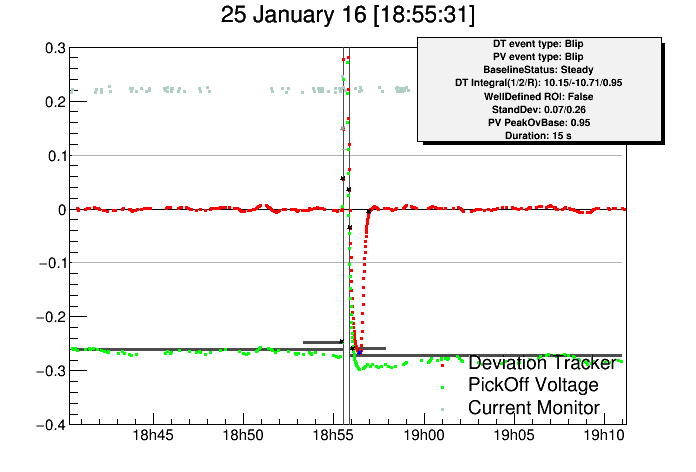 25 January 16 [18:55:31]
DT event type: Blip
PV event type: Blip
BaselineStatus: Steady
DT Integral(1/2/R): 10.15/-10.71/0.95
WellDefined ROI: False
StandDev: 0.07/0.26
PV PeakOvBase: 0.95
Duration: 15 s
0.3
0.2
0.1
0
−0.1
−0.2
−0.3
−0.4
Deviation Tracker
PickOff Voltage
Current Monitor
18h45 18h50 18h55 19h00 19h05 19h10